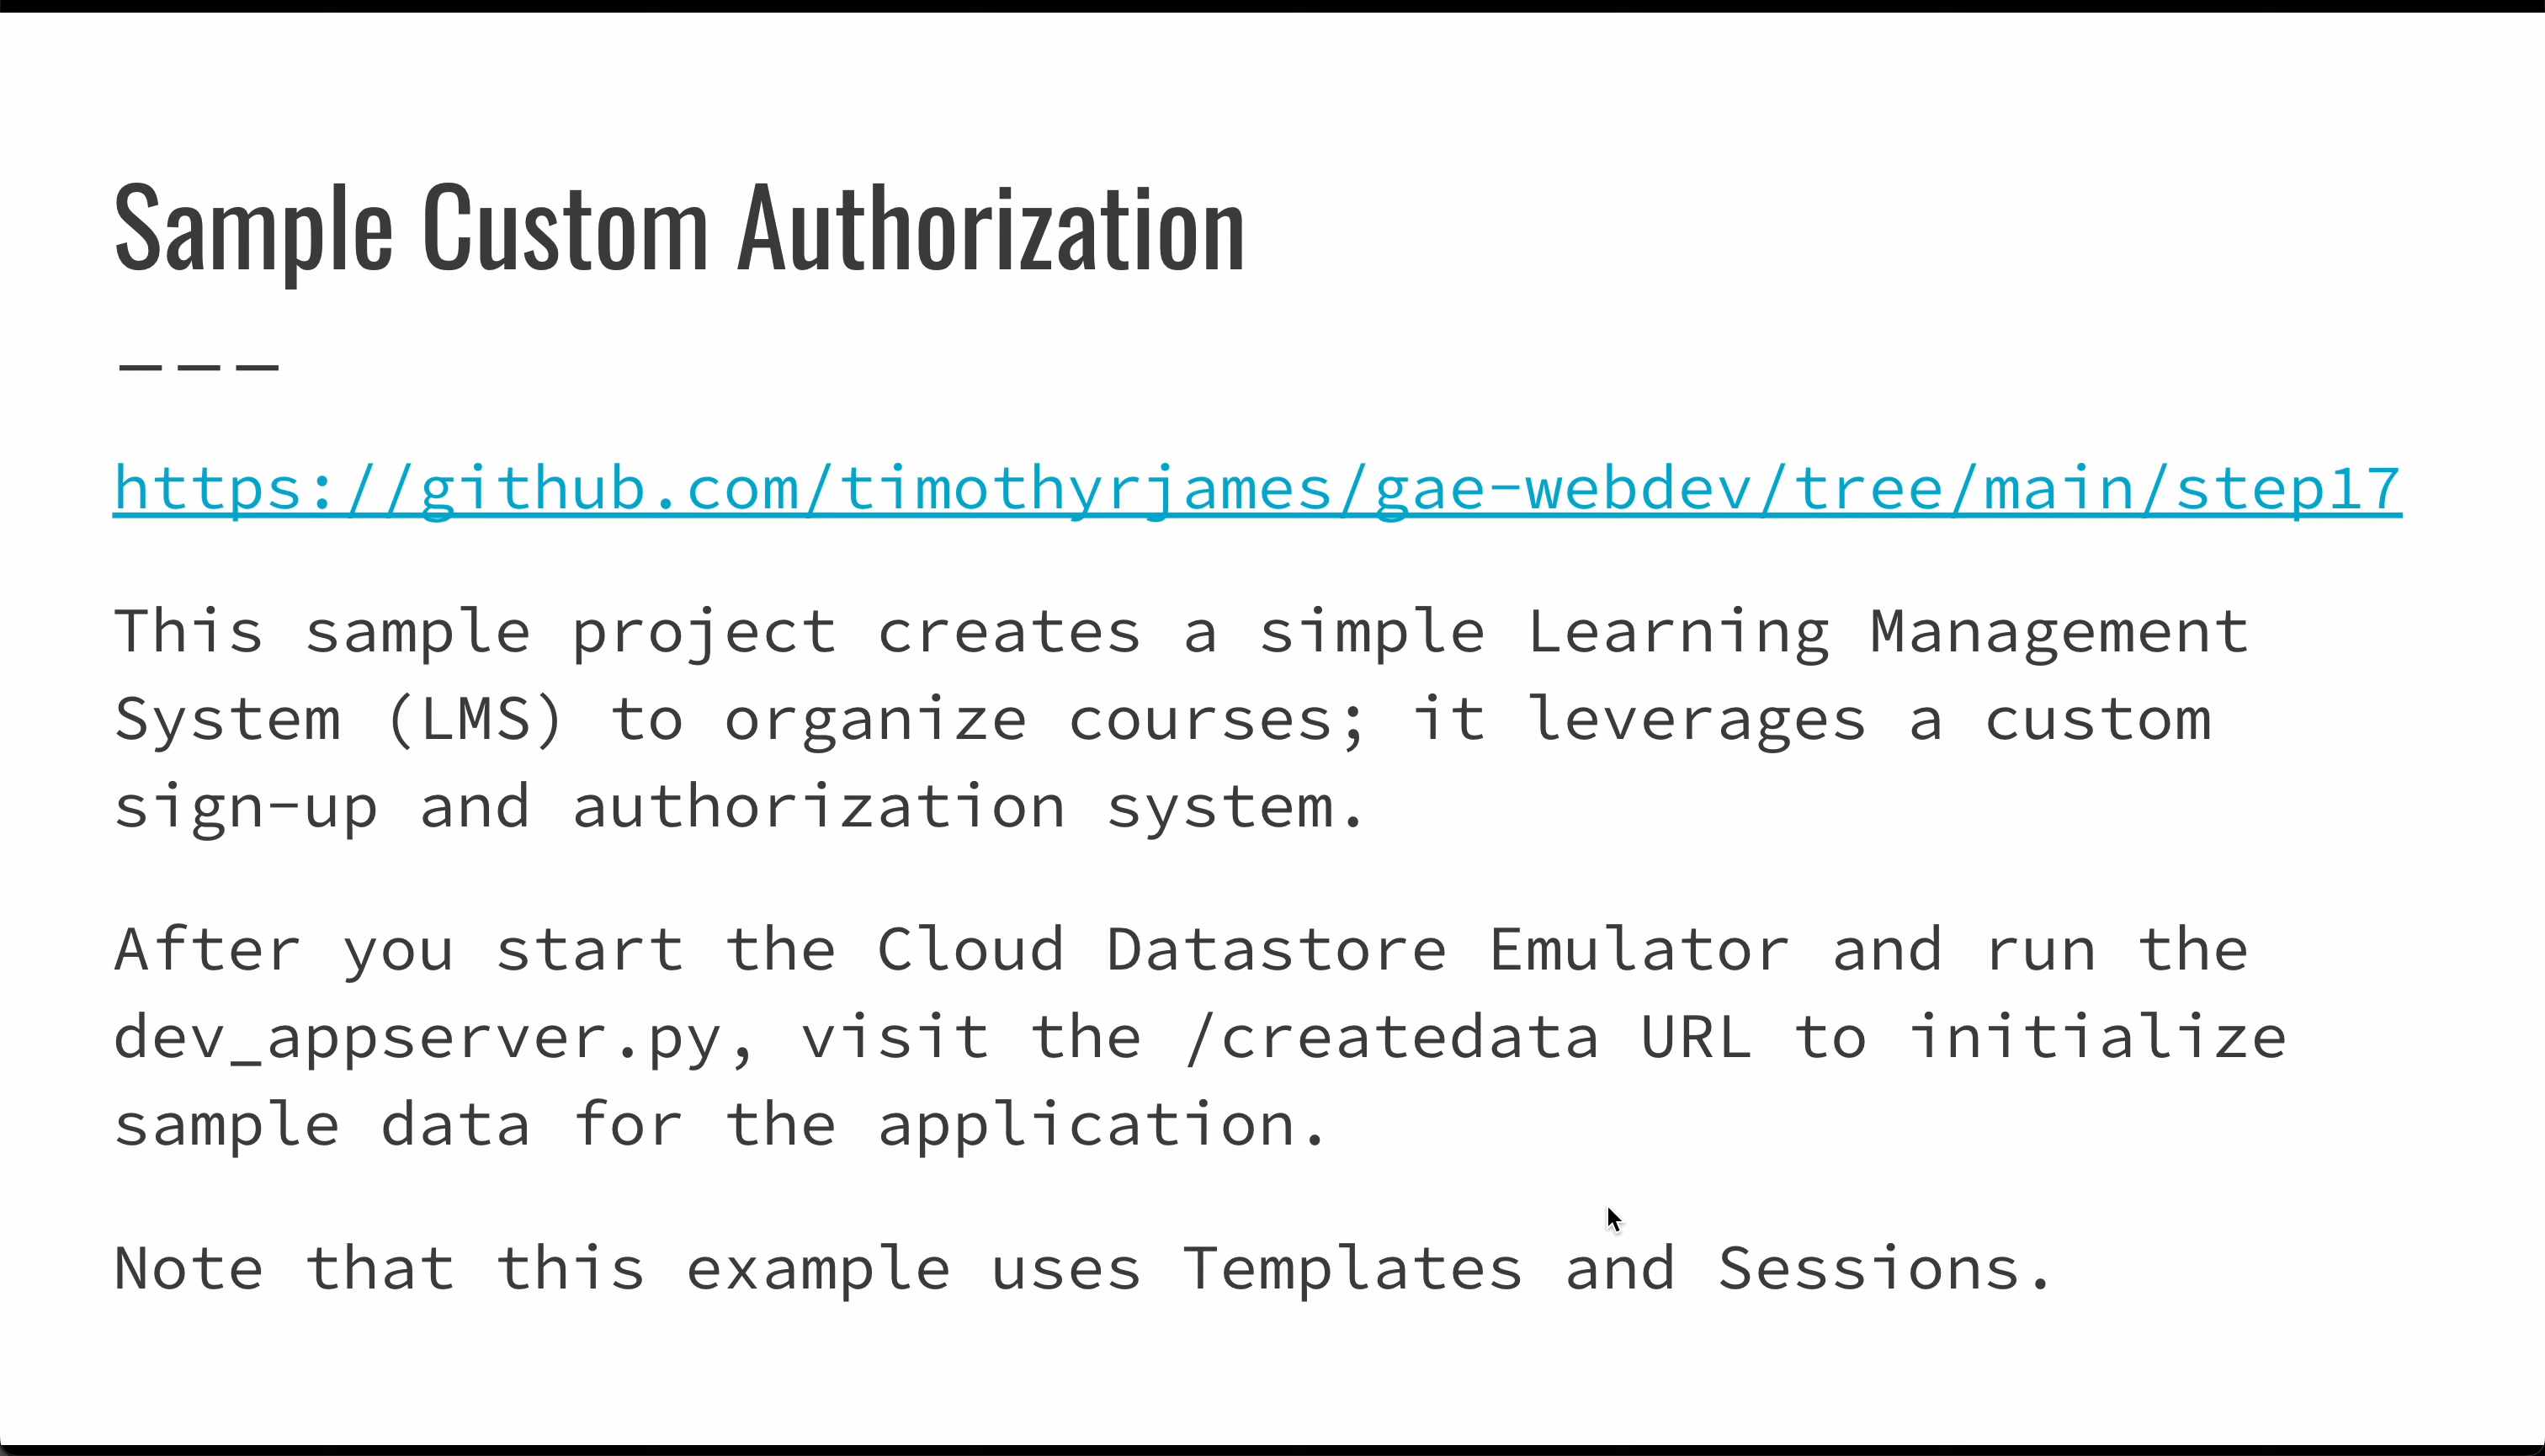 Sample Custom Authorization
———
https://github.com/timothyrjames/gae-webdev/tree/main/step17
This sample project creates a simple Learning Management
System (LMS) to organize courses; it leverages a custom
sign-up and authorization system.
After you start the Cloud Datastore Emulator and run the
dev_appserver.py, visit the /createdata URL to initialize
sample data for the application.
Note that this example uses Templates and Sessions.